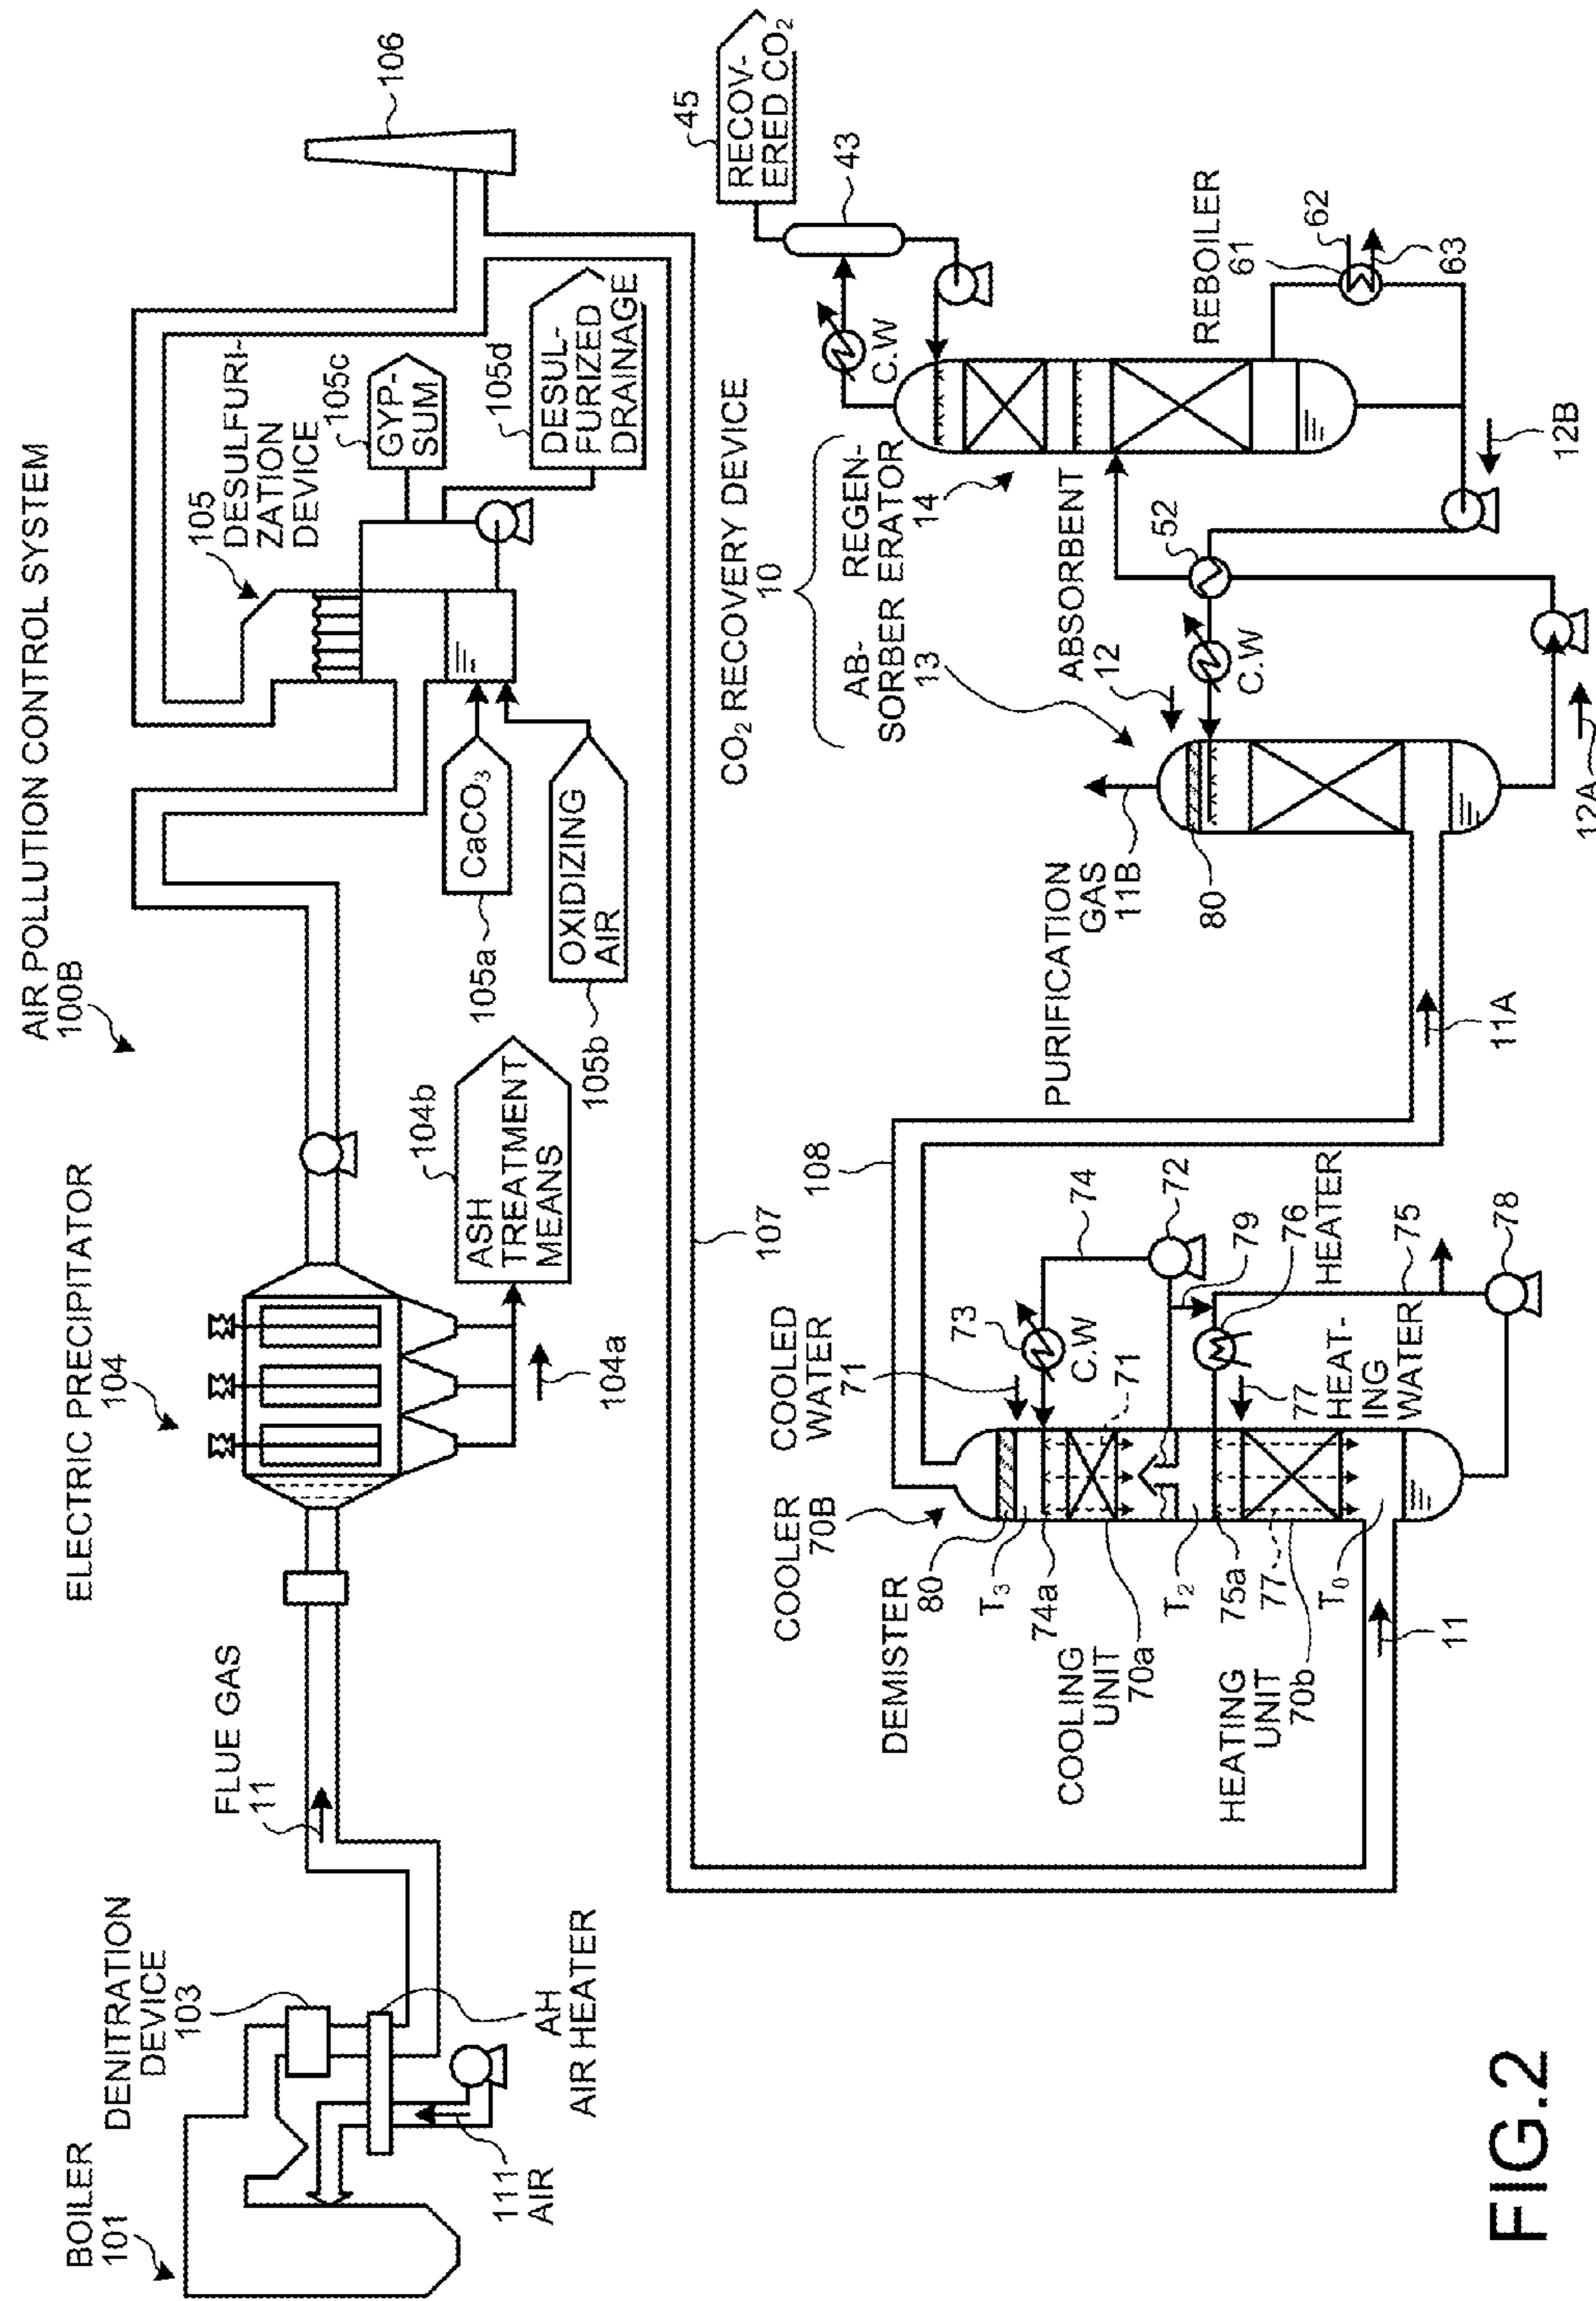 AIR POLLUTION CONTROL SYSTEM
100B
BOILER
101
DENITRATION
DEVICE
103
AH
AIR HEATER
111
AIR
FLUE GAS
11
ELECTRIC PRECIPITATOR
104
104a
104b
ASH
TREATMENT
MEANS
105
DESULFURI-
ZATION
DEVICE
CaCO3
105a
OXIDIZING
AIR
105b
105c
GYP-
SUM
105d
DESUL-
FURIZED
DRAINAGE
106
107
108
COOLER
70B
COOLED
WATER
71
DEMISTER
80
T3
74a
COOLING
UNIT
70a
T2
75a
77
HEATING
UNIT
70b
T0
11
73
C.W
74
71
72
79
76
HEATER
77
HEAT-
ING
WATER
75
78
11A
CO2 RECOVERY DEVICE
10
AB-
SORBER
13
REGEN-
ERATOR
14
PURIFICATION
GAS
11B
80
ABSORBENT
12
C.W
52
12A
12B
C.W
43
45
RECOV-
ERED CO2
REBOILER
61
62
63
FIG.2